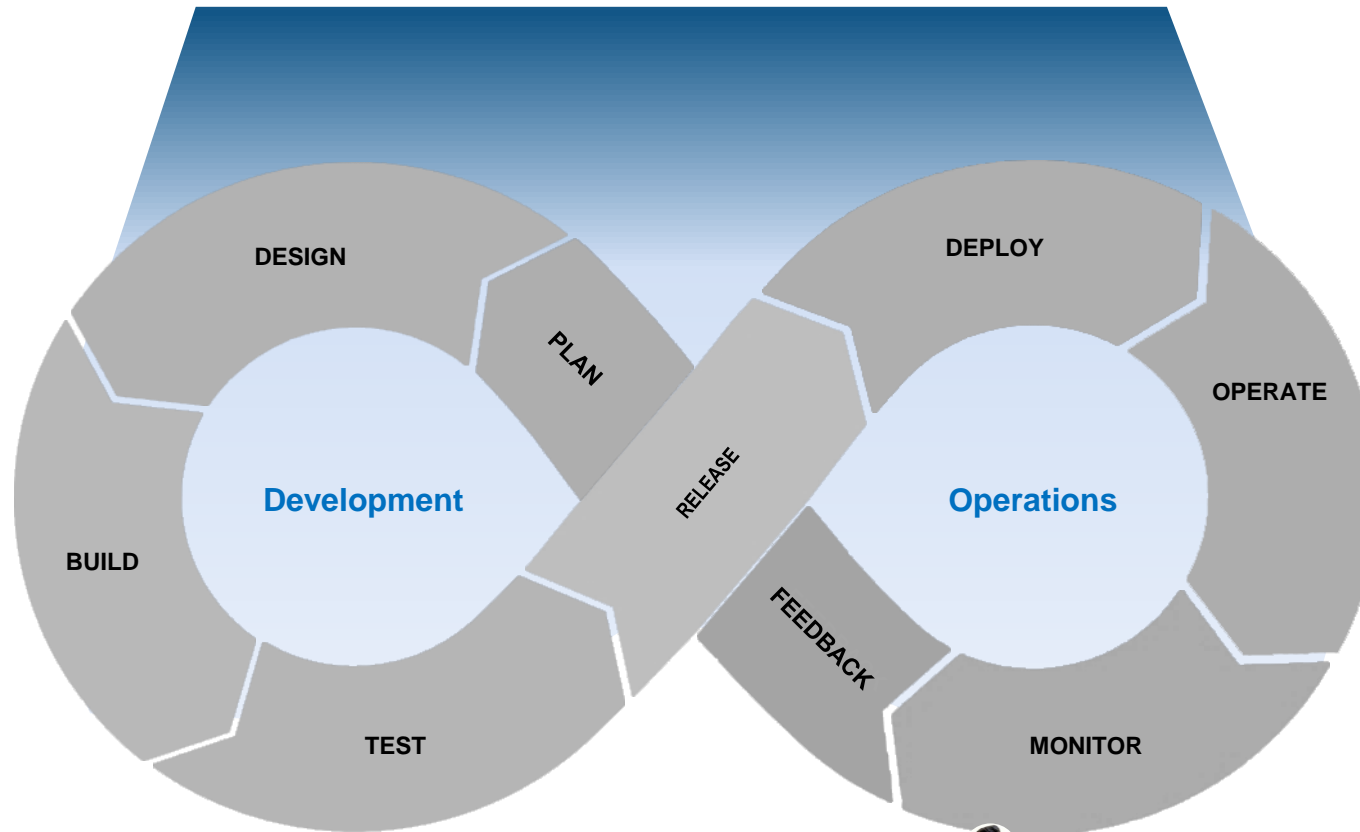 DESIGN
DEPLOY
PLAN
OPERATE
RELEASE
Development
Operations
BUILD
FEEDBACK
TEST
MONITOR